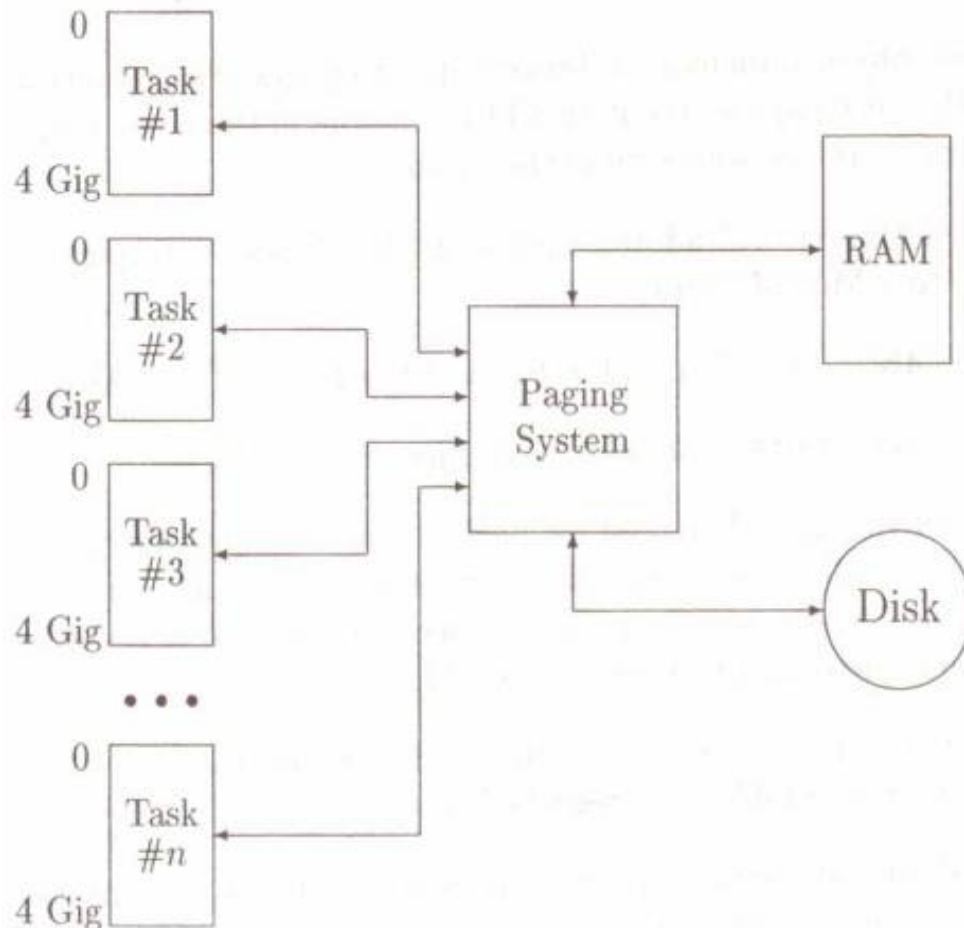 0
Task
#1
4 Gig
0
Task
#2
4 Gig
0
Task
#3
4 Gig
• • •
0
Task
#n
4 Gig
Paging
System
RAM
Disk